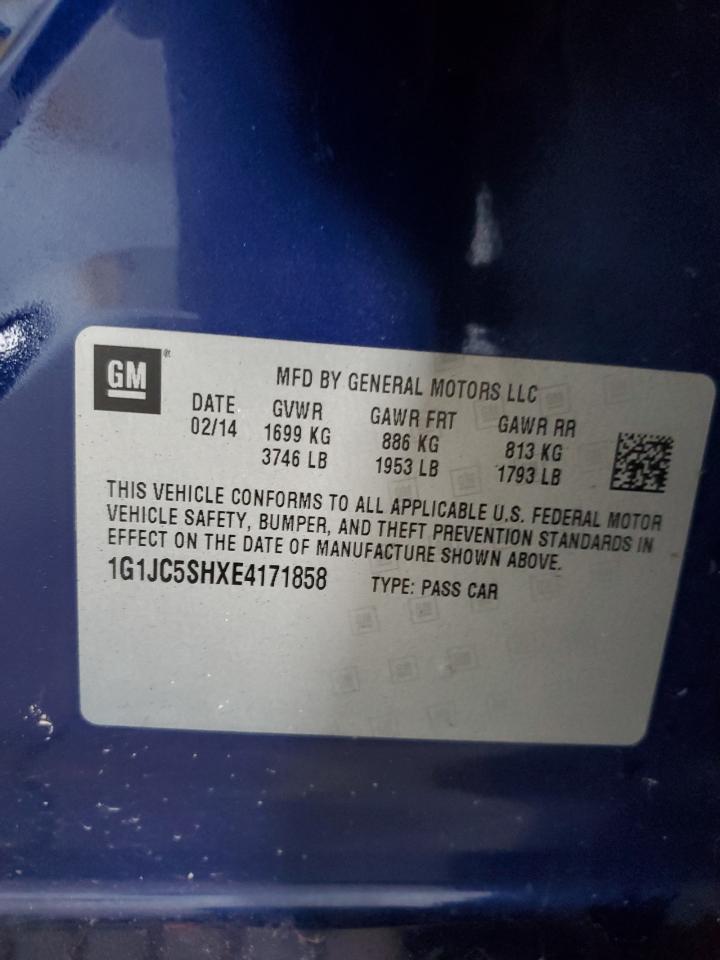 GM
MFD BY GENERAL MOTORS LLC
DATE GVWR GAWR FRT GAWR RR
02/14 1699 KG 886 KG 813 KG
3746 LB 1953 LB 1793 LB
THIS VEHICLE CONFORMS TO ALL APPLICABLE U.S. FEDERAL MOTOR
VEHICLE SAFETY, BUMPER, AND THEFT PREVENTION STANDARDS IN
EFFECT ON THE DATE OF MANUFACTURE SHOWN ABOVE.
1G1JC5SHXE4171858 TYPE: PASS CAR